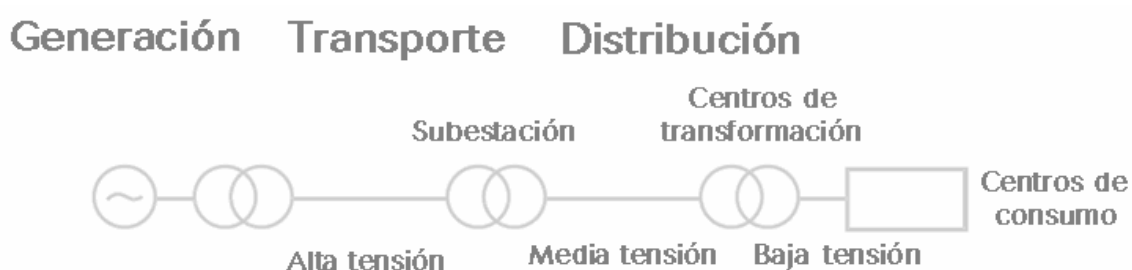 Generación Transporte Distribución
Centros de
transformación
Subestación
Centros de
consumo
Alta tensión Media tensión Baja tensión